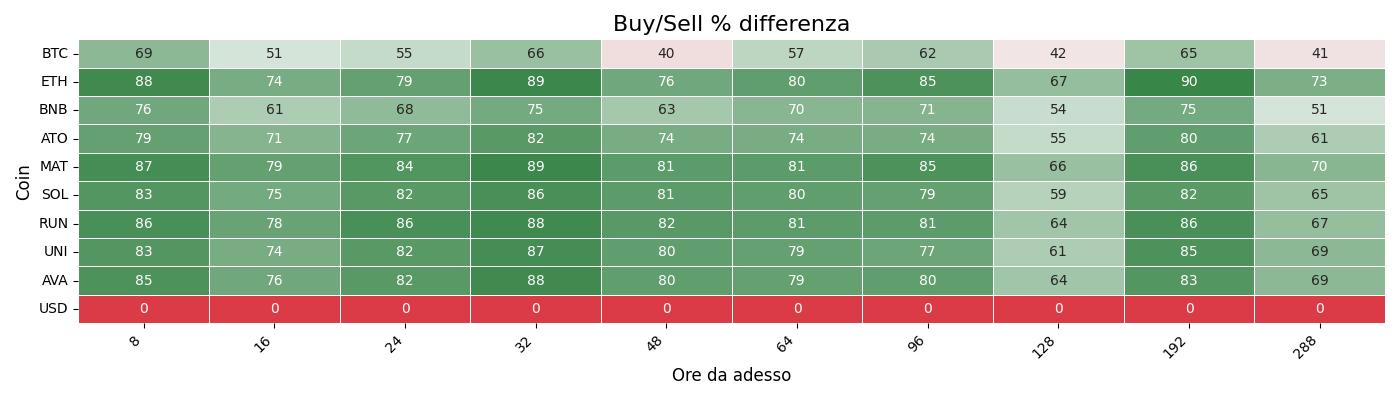 Buy/Sell % differenza
Coin
BTC 69 51 55 66 40 57 62 42 65 41
ETH 88 74 79 89 76 80 85 67 90 73
BNB 76 61 68 75 63 70 71 54 75 51
ATO 79 71 77 82 74 74 74 55 80 61
MAT 87 79 84 89 81 81 85 66 86 70
SOL 83 75 82 86 81 80 79 59 82 65
RUN 86 78 86 88 82 81 81 64 86 67
UNI 83 74 82 87 80 79 77 61 85 69
AVA 85 76 82 88 80 79 80 64 83 69
USD 0 0 0 0 0 0 0 0 0 0
8 16 24 32 48 64 96 128 192 288
Ore da adesso